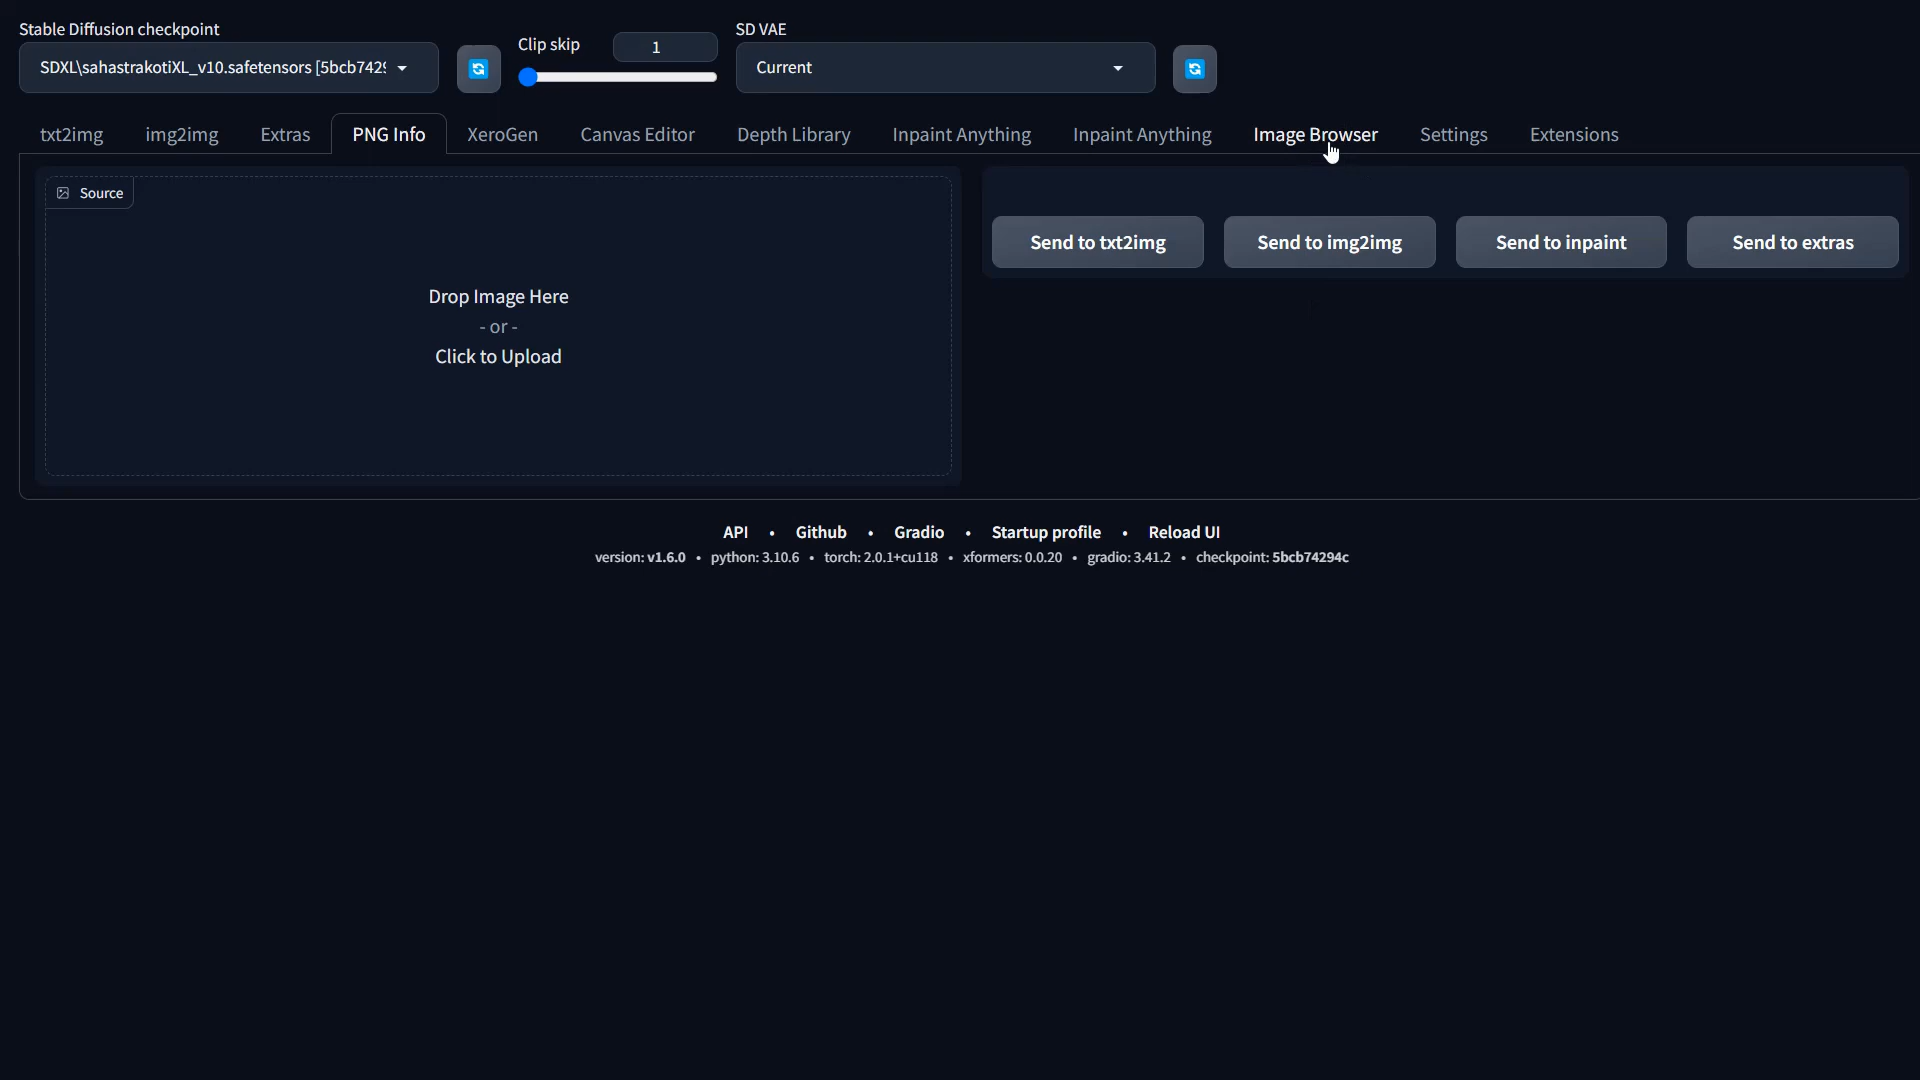 Stable Diffusion checkpoint
SDXL\sahastrakotiXL_v10.safetensors [5bcb7429
Clip skip
1
SD VAE
Current
txt2img
img2img
Extras
PNG Info
XeroGen
Canvas Editor
Depth Library
Inpaint Anything
Inpaint Anything
Image Browser
Settings
Extensions
Source
Drop Image Here
- or -
Click to Upload
Send to txt2img
Send to img2img
Send to inpaint
Send to extras
API • Github • Gradio • Startup profile • Reload UI
version: v1.6.0 • python: 3.10.6 • torch: 2.0.1+cu118 • xformers: 0.0.20 • gradio: 3.41.2 • checkpoint: 5bcb74294c